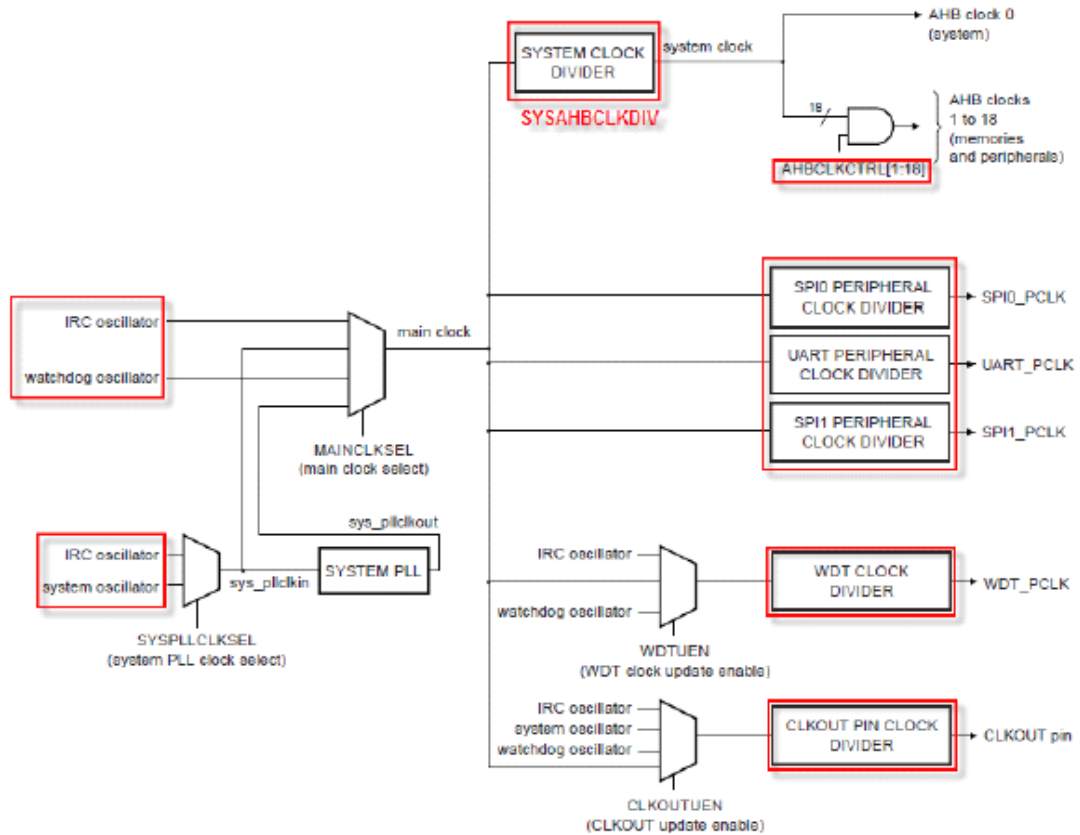 AHB clock 0
(system)
SYSTEM CLOCK
DIVIDER
system clock
SYSAHBCLKDIV
18
AHB clocks
1 to 18
(memories
and peripherals)
AHBCLKCTRL[1:18]
IRC oscillator
watchdog oscillator
main clock
MAINCLKSEL
(main clock select)
SPI0 PERIPHERAL
CLOCK DIVIDER
SPI0_PCLK
UART PERIPHERAL
CLOCK DIVIDER
UART_PCLK
SPI1 PERIPHERAL
CLOCK DIVIDER
SPI1_PCLK
sys_pllclkout
IRC oscillator
system oscillator
sys_pllclkin
SYSTEM PLL
SYSPLLCLKSEL
(system PLL clock select)
IRC oscillator
watchdog oscillator
WDT CLOCK
DIVIDER
WDT_PCLK
WDTUEN
(WDT clock update enable)
IRC oscillator
system oscillator
watchdog oscillator
CLKOUT PIN CLOCK
DIVIDER
CLKOUT pin
CLKOUTUEN
(CLKOUT update enable)